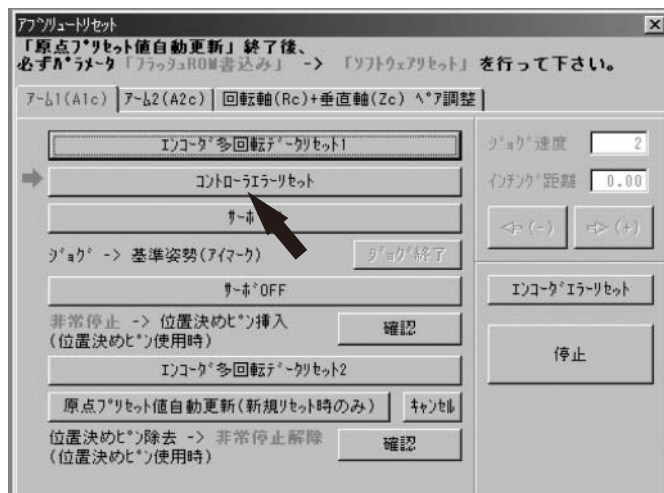 アブソリュートリセット
「原点プリセット値自動更新」終了後、
必ずパラメータ「フラッシュROM書込み」 -> 「ソフトウェアリセット」 を行って下さい。
アーム1(A1c) アーム2(A2c) 回転軸(Rc)+垂直軸(Zc) ペア調整
エンコーダ多回転データリセット1
コントローラエラーリセット
サーボ
ジョグ -> 基準姿勢(アイマーク) ジョグ終了
サーボOFF
非常停止 -> 位置決めピン挿入
(位置決めピン使用時) 確認
エンコーダ多回転データリセット2
原点プリセット値自動更新(新規リセット時のみ) キャンセル
位置決めピン除去 -> 非常停止解除
(位置決めピン使用時) 確認
ジョグ速度 2
インチング距離 0.00
(-) (+)
エンコーダエラーリセット
停止